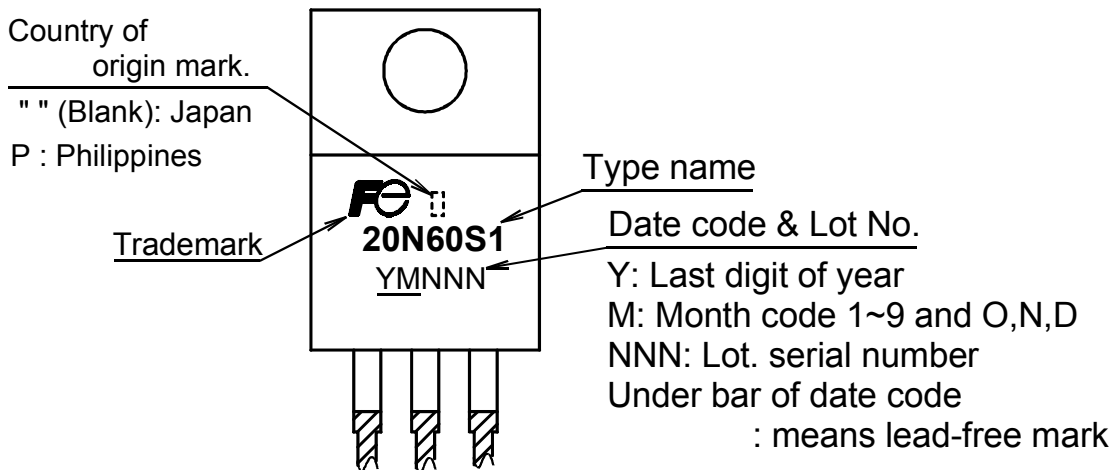 Country of
origin mark.
" " (Blank): Japan
P : Philippines
Trademark
Fe
20N60S1
YMNNN
Type name
Date code & Lot No.
Y: Last digit of year
M: Month code 1~9 and O,N,D
NNN: Lot. serial number
Under bar of date code
: means lead-free mark